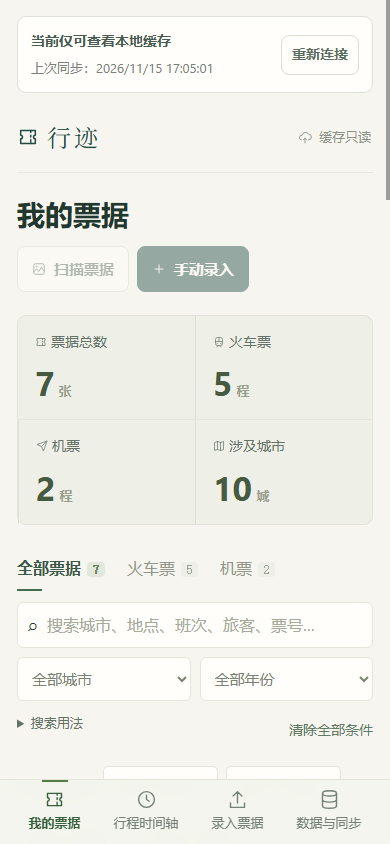 当前仅可查看本地缓存
上次同步：2026/11/15 17:05:01
重新连接
行迹
缓存只读
我的票据
扫描票据
手动录入
票据总数
7 张
火车票
5 程
机票
2 程
涉及城市
10 城
全部票据 7
火车票 5
机票 2
搜索城市、地点、班次、旅客、票号...
全部城市
全部年份
搜索用法
清除全部条件
我的票据
行程时间轴
录入票据
数据与同步